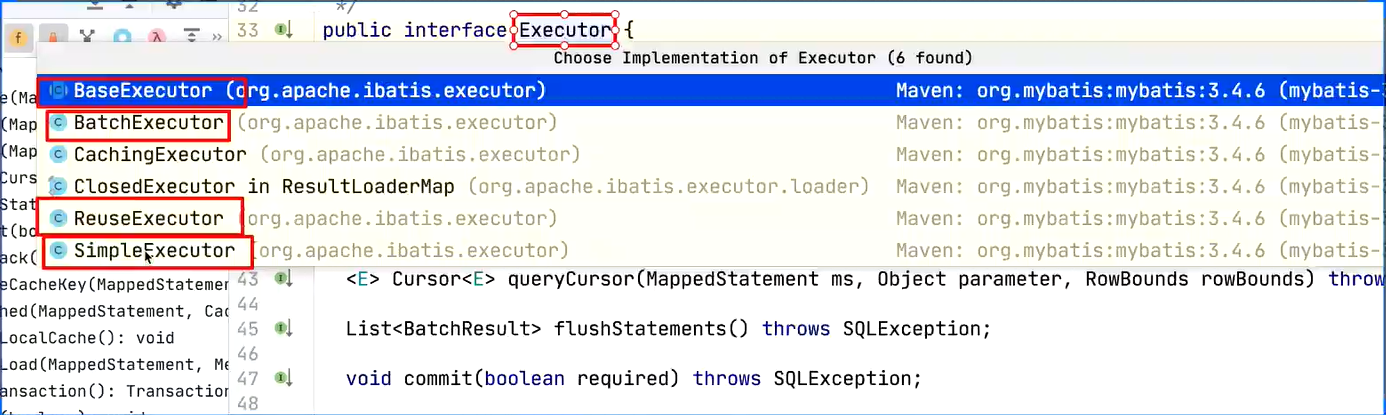 32 */
33 public interface Executor {
Choose Implementation of Executor (6 found)
BaseExecutor (org.apache.ibatis.executor) Maven: org.mybatis:mybatis:3.4.6 (mybatis-
BatchExecutor (org.apache.ibatis.executor) Maven: org.mybatis:mybatis:3.4.6 (mybatis-
CachingExecutor (org.apache.ibatis.executor) Maven: org.mybatis:mybatis:3.4.6 (mybatis-
ClosedExecutor in ResultLoaderMap (org.apache.ibatis.executor.loader) Maven: org.mybatis:mybatis:3.4.6 (mybatis-
ReuseExecutor (org.apache.ibatis.executor) Maven: org.mybatis:mybatis:3.4.6 (mybatis-
SimpleExecutor (org.apache.ibatis.executor) Maven: org.mybatis:mybatis:3.4.6 (mybatis-
e(Ma
(Map
(Map
Curs
Stat
t(bo
ack(
eCacheKey(MappedStatemen
hed(MappedStatement, Cac
LocalCache(): void
Load(MappedStatement, Me
ansaction(): Transaction
43 <E> Cursor<E> queryCursor(MappedStatement ms, Object parameter, RowBounds rowBounds) throw
44
45 List<BatchResult> flushStatements() throws SQLException;
46
47 void commit(boolean required) throws SQLException;
48